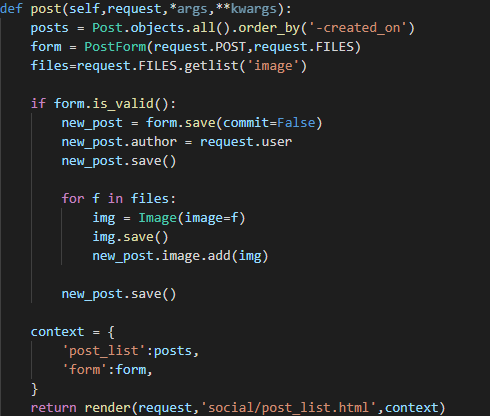 def post(self,request,*args,**kwargs):
    posts = Post.objects.all().order_by('-created_on')
    form = PostForm(request.POST,request.FILES)
    files=request.FILES.getlist('image')

    if form.is_valid():
        new_post = form.save(commit=False)
        new_post.author = request.user
        new_post.save()

        for f in files:
            img = Image(image=f)
            img.save()
            new_post.image.add(img)

        new_post.save()

    context = {
        'post_list':posts,
        'form':form,
    }
    return render(request,'social/post_list.html',context)